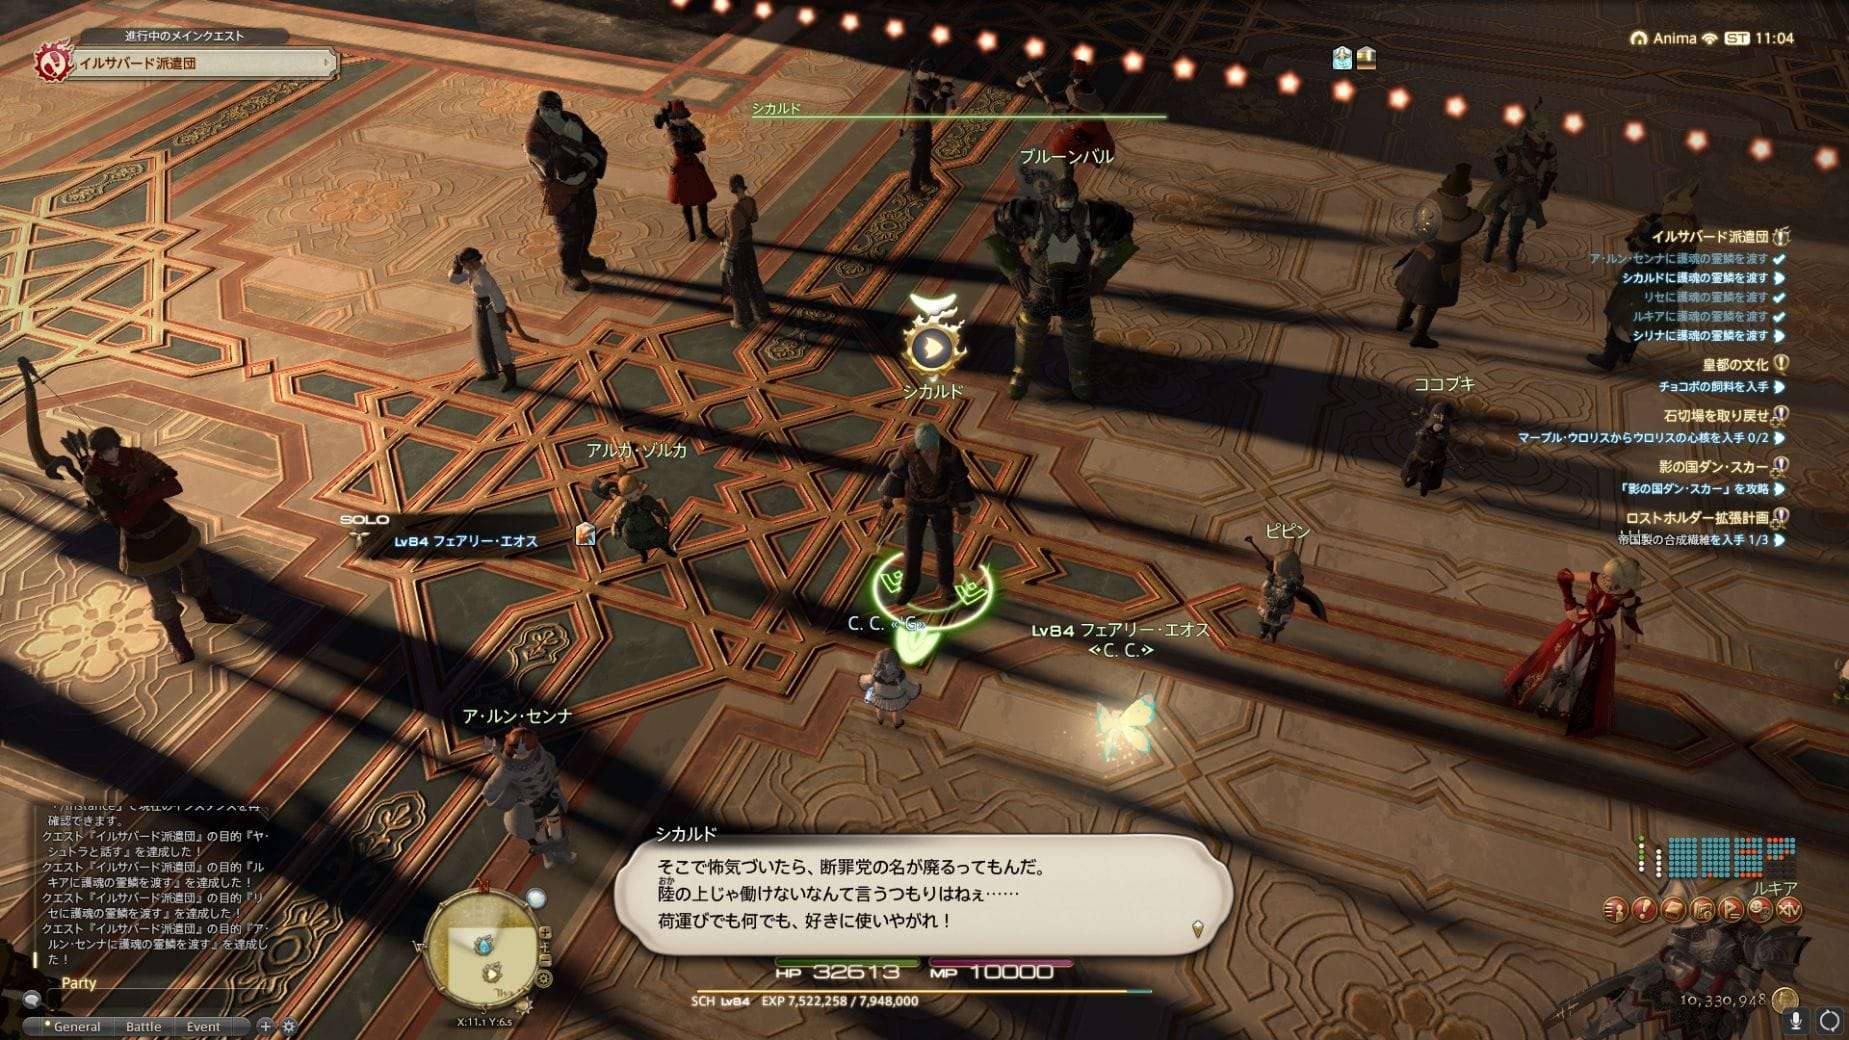 進行中のメインクエスト
イルサバード派遣団
Anima ST 11:04
シカルド
ブルーンバル
イルサバード派遣団
ア・ルン・センナに護魂の霊鱗を渡す
シカルドに護魂の霊鱗を渡す
リセに護魂の霊鱗を渡す
ルキアに護魂の霊鱗を渡す
シリナに護魂の霊鱗を渡す
皇都の文化
チョコボの飼料を入手
石切場を取り戻せ
マーブル・ウロリスからウロリスの心核を入手 0/2
影の国ダン・スカー
「影の国ダン・スカー」を攻略
ロストホルダー拡張計画
帝国製の合成繊維を入手 1/3
シカルド
ココブキ
アルカ・ゾルカ
SOLO
Lv84 フェアリー・エオス
ピピン
C. C. «G»
Lv84 フェアリー・エオス
«C. C.»
ア・ルン・センナ
確認できます。
クエスト『イルサバード派遣団』の目的『ヤ・
シュトラと話す』を達成した！
クエスト『イルサバード派遣団』の目的『ル
キアに護魂の霊鱗を渡す』を達成した！
クエスト『イルサバード派遣団』の目的『リ
セに護魂の霊鱗を渡す』を達成した！
クエスト『イルサバード派遣団』の目的『ア・
ルン・センナに護魂の霊鱗を渡す』を達成し
た！
Party
General Battle Event
X:11.1 Y:6.5
シカルド
そこで怖気づいたら、断罪党の名が廃るってもんだ。
陸の上じゃ働けないなんて言うつもりはねぇ……
おか
荷運びでも何でも、好きに使いやがれ！
HP 32613 MP 10000
SCH Lv84 EXP 7,522,258 / 7,948,000
ルキア
10,330,948